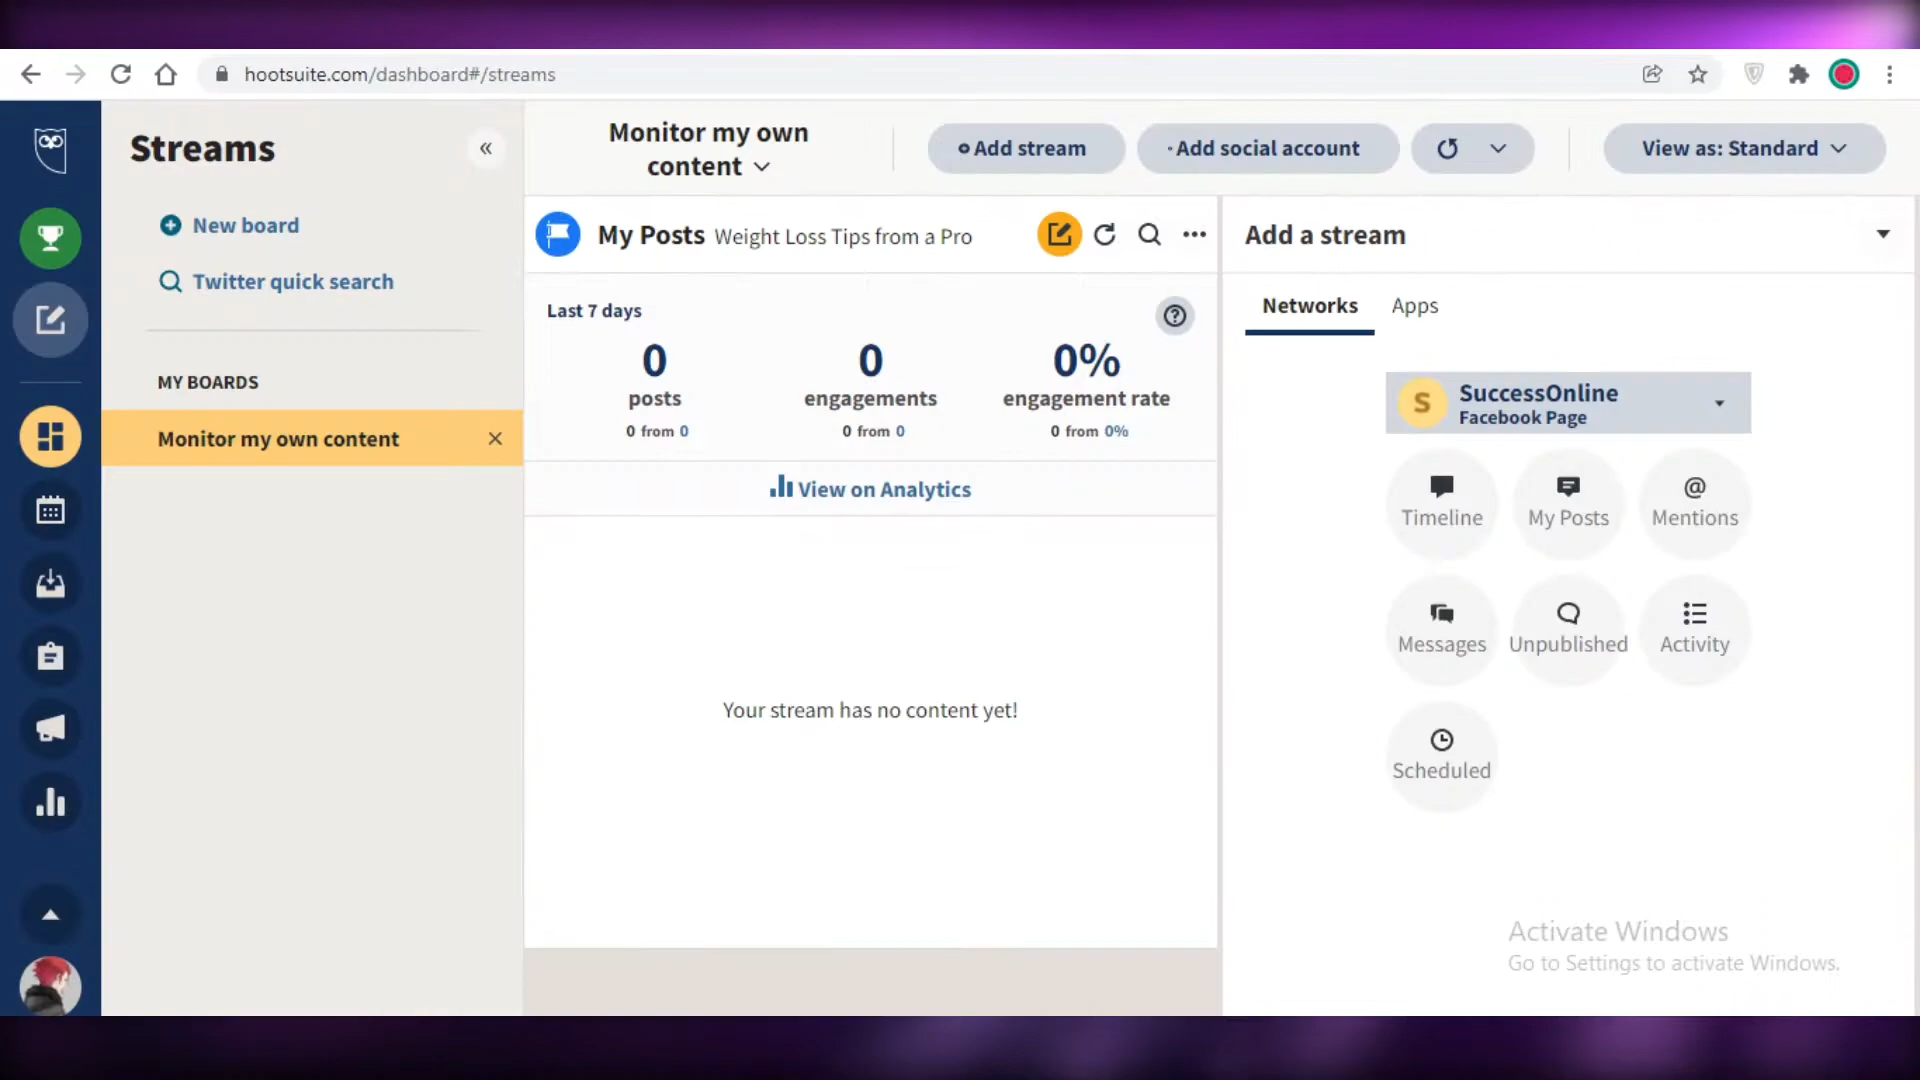 hootsuite.com/dashboard#/streams
Streams
«
New board
Twitter quick search
MY BOARDS
Monitor my own content
Monitor my own
content
Add stream
Add social account
View as: Standard
My Posts Weight Loss Tips from a Pro
Last 7 days
0 0 0%
posts engagements engagement rate
0 from 0 0 from 0 0 from 0%
View on Analytics
Your stream has no content yet!
Add a stream
Networks Apps
S SuccessOnline
Facebook Page
Timeline My Posts Mentions
Messages Unpublished Activity
Scheduled
Activate Windows
Go to Settings to activate Windows.